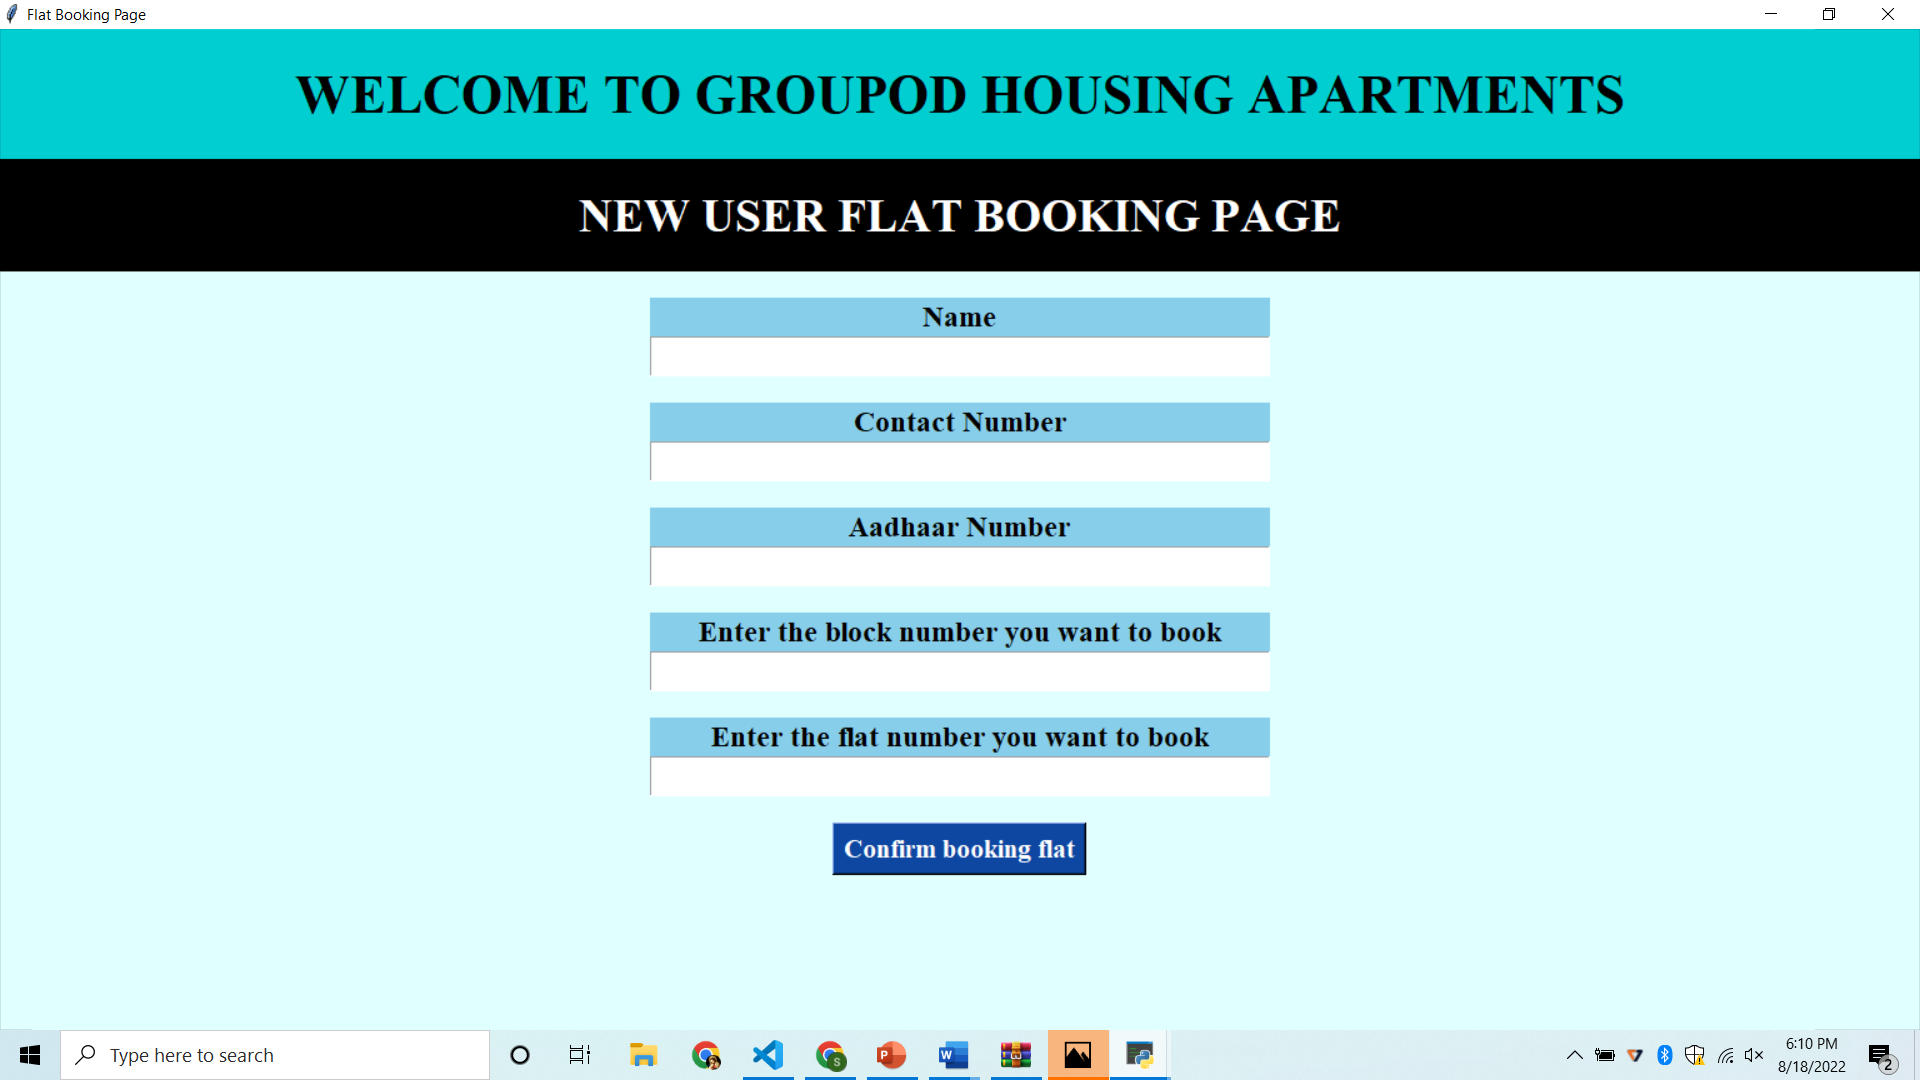 Flat Booking Page
WELCOME TO GROUPOD HOUSING APARTMENTS
NEW USER FLAT BOOKING PAGE
Name
Contact Number
Aadhaar Number
Enter the block number you want to book
Enter the flat number you want to book
Confirm booking flat
Type here to search
S
P
W
6:10 PM
8/18/2022
2